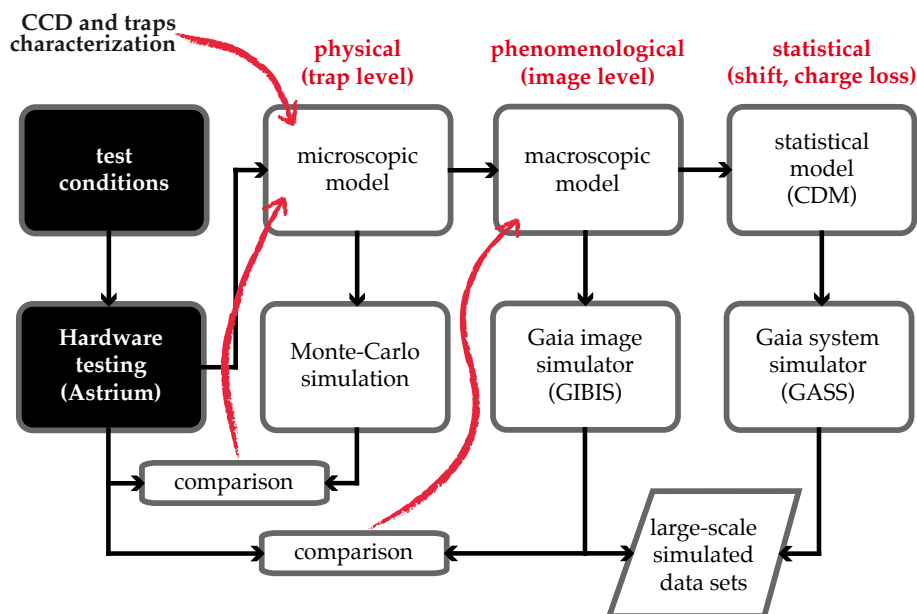 CCD and traps
characterization
physical
(trap level)
phenomenological
(image level)
statistical
(shift, charge loss)
test
conditions
microscopic
model
macroscopic
model
statistical
model
(CDM)
Hardware
testing
(Astrium)
Monte-Carlo
simulation
Gaia image
simulator
(GIBIS)
Gaia system
simulator
(GASS)
comparison
comparison
large-scale
simulated
data sets